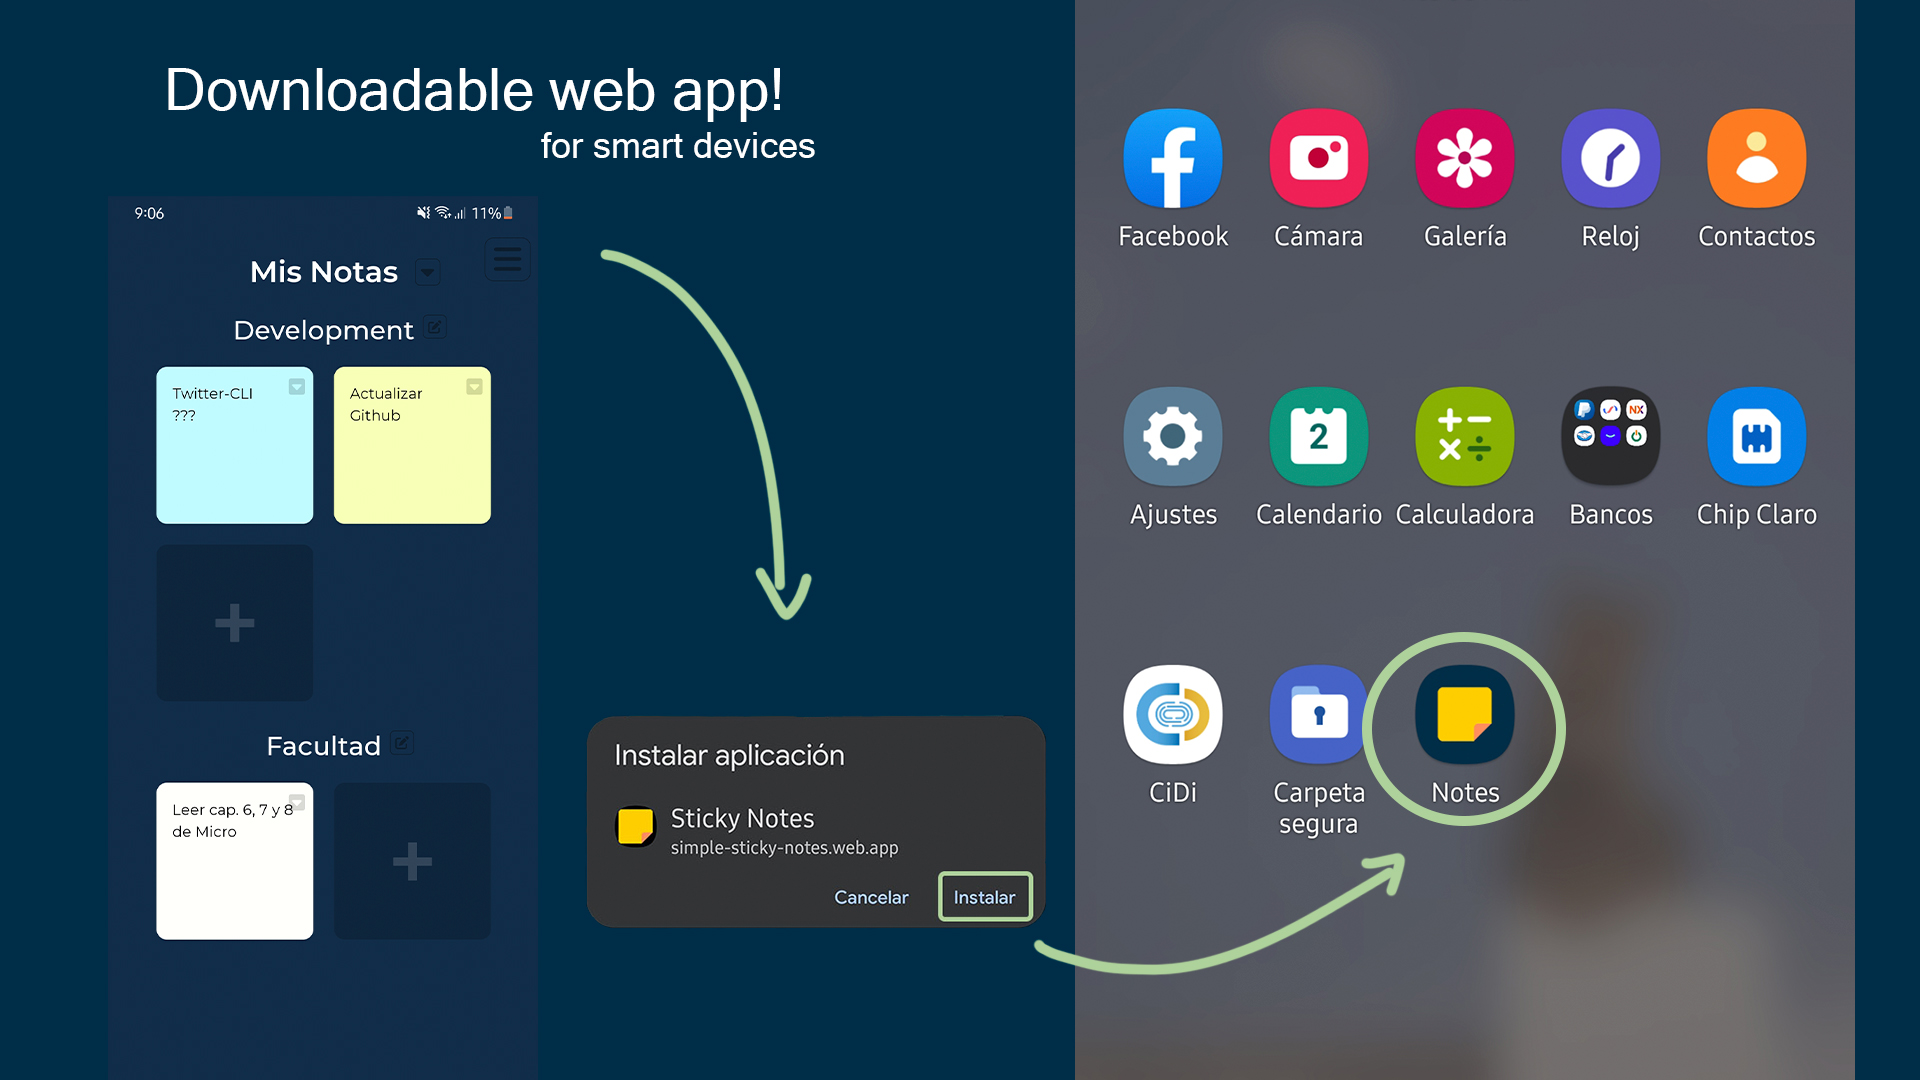 Downloadable web app!
for smart devices
9:06
11%
Mis Notas
Development
Twitter-CLI
???
Actualizar
Github
Facultad
Leer cap. 6, 7 y 8
de Micro
Instalar aplicación
Sticky Notes
simple-sticky-notes.web.app
Cancelar Instalar
Facebook Cámara Galería Reloj Contactos
2
NX
Ajustes Calendario Calculadora Bancos Chip Claro
CiDi Carpeta segura Notes